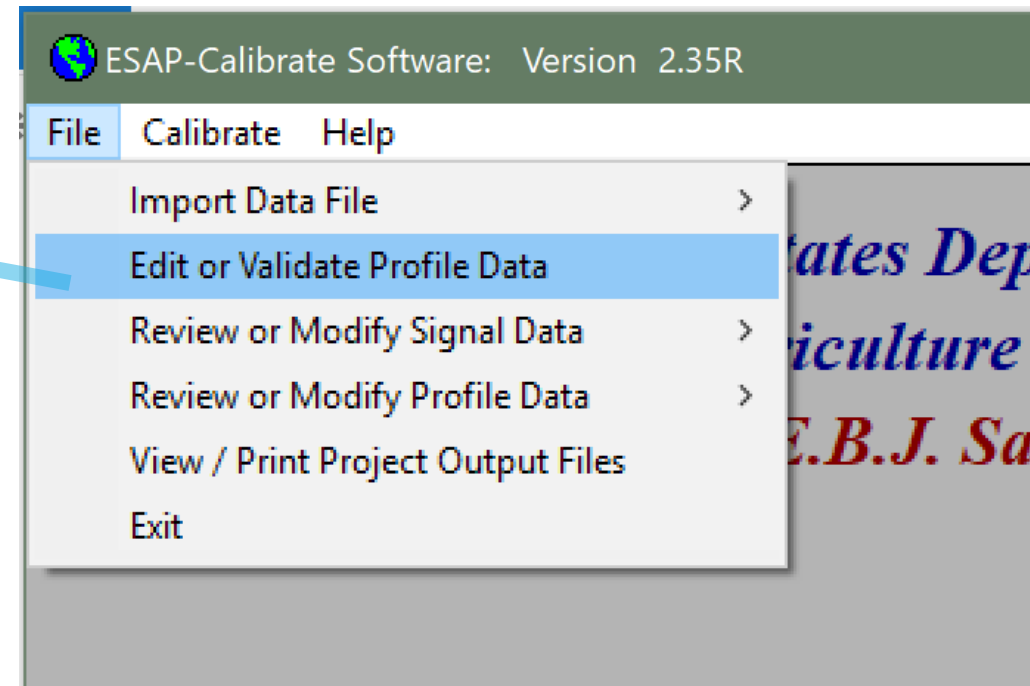 ESAP-Calibrate Software: Version 2.35R
File Calibrate Help
Import Data File >
Edit or Validate Profile Data
Review or Modify Signal Data >
Review or Modify Profile Data >
View / Print Project Output Files
Exit
tates Dep
iculture
E.B.J. Sa